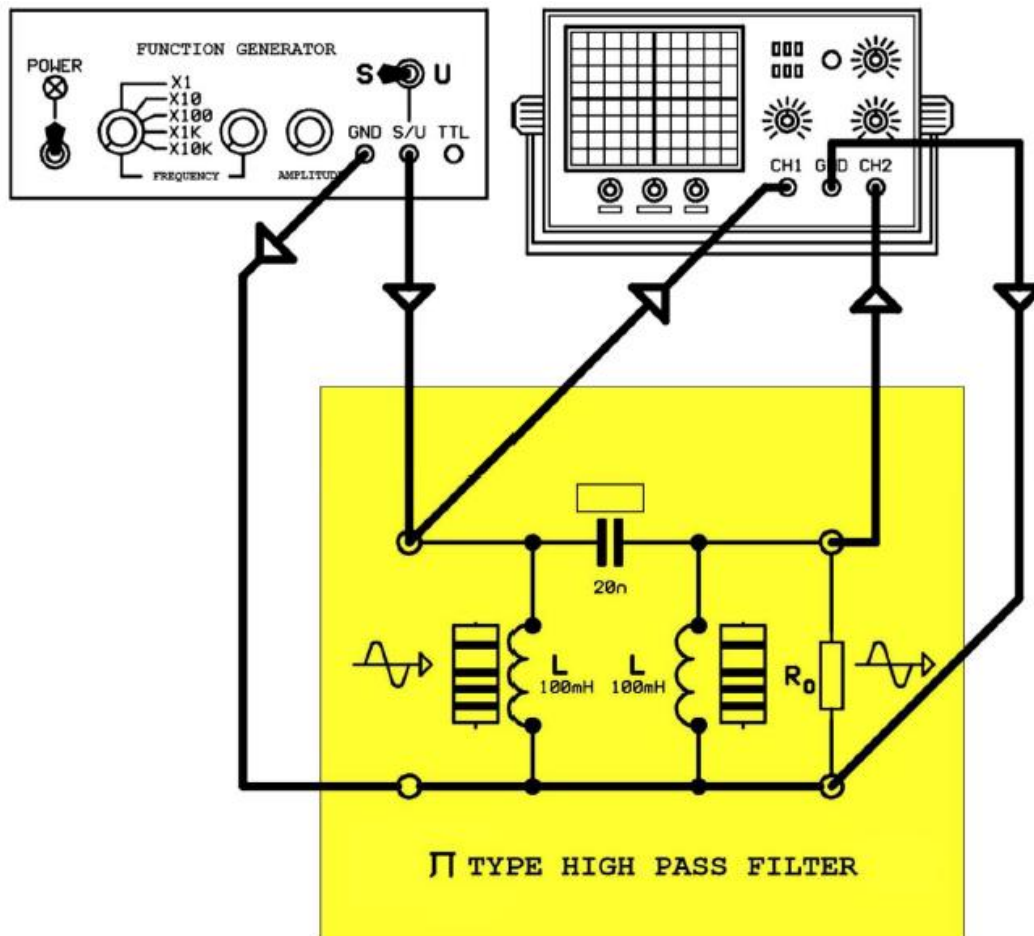 FUNCTION GENERATOR
POWER
X1
X10
X100
X1K
X10K
S U
GND S/U TTL
FREQUENCY
AMPLITUDE
CH1 GND CH2
20n
L L
100mH 100mH
R₀
Π TYPE HIGH PASS FILTER